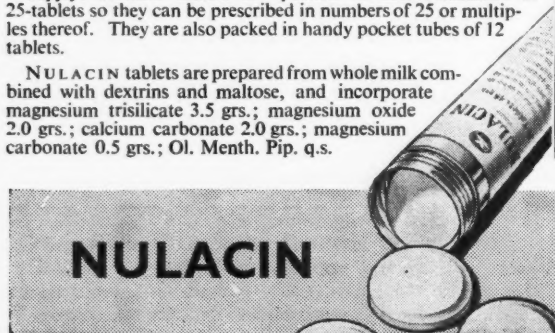 25-tablets so they can be prescribed in numbers of 25 or multip-
les thereof. They are also packed in handy pocket tubes of 12
tablets.
NULACIN tablets are prepared from whole milk com-
bined with dextrins and maltose, and incorporate
magnesium trisilicate 3.5 grs.; magnesium oxide
2.0 grs.; calcium carbonate 2.0 grs.; magnesium
carbonate 0.5 grs.; Ol. Menth. Pip. q.s.
NULACIN
NULACIN